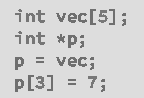 int vec[5];
int *p;
p = vec;
p[3] = 7;